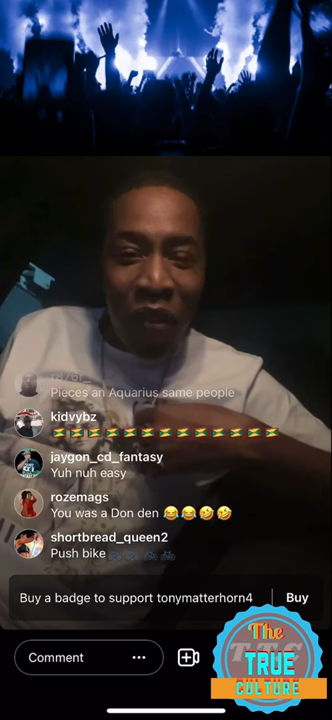 Pieces an Aquarius same people
kidvybz
jaygon_cd_fantasy
Yuh nuh easy
rozemags
You was a Don den 😂😂🤣🤣
shortbread_queen2
Push bike 🚲🚲🚲🚲
Buy a badge to support tonymatterhorn4
Buy
Comment
The
TRUE
CULTURE